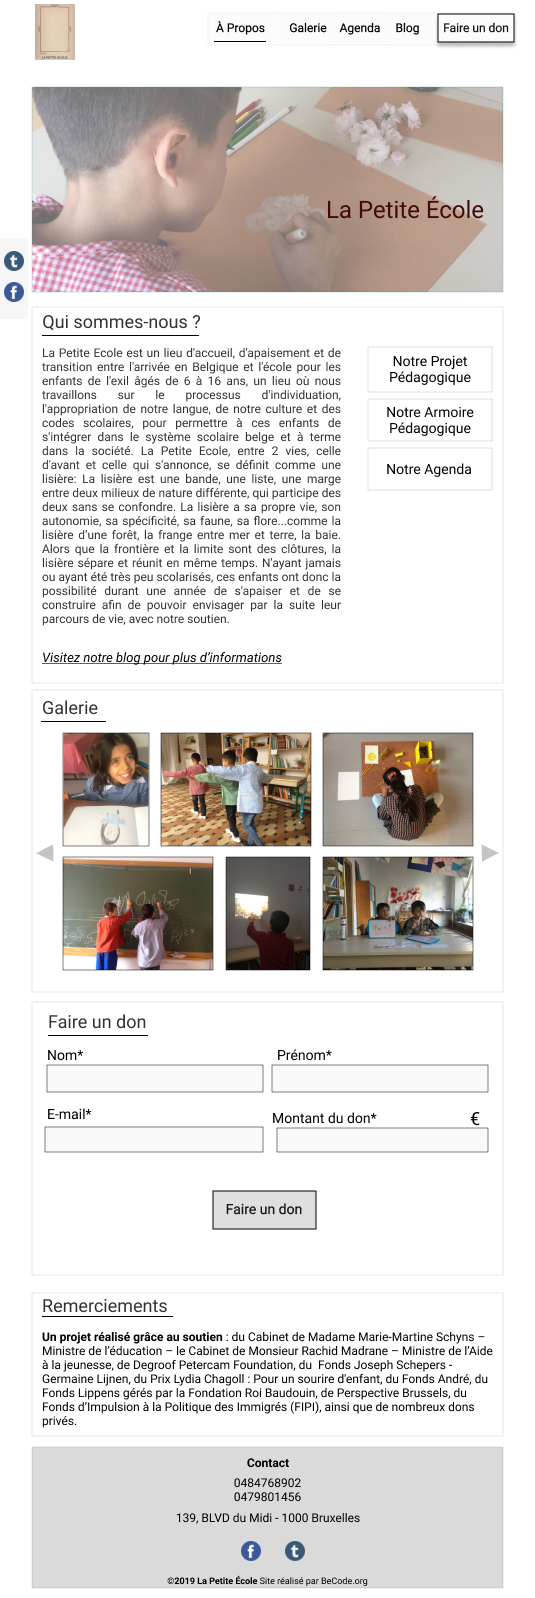 LA PETITE ECOLE
À Propos
Galerie
Agenda
Blog
Faire un don
La Petite École
Qui sommes-nous ?
La Petite Ecole est un lieu d'accueil, d'apaisement et de
transition entre l'arrivée en Belgique et l'école pour les
enfants de l'exil âgés de 6 à 16 ans, un lieu où nous
travaillons sur le processus d'individuation,
l'appropriation de notre langue, de notre culture et des
codes scolaires, pour permettre à ces enfants de
s'intégrer dans le système scolaire belge et à terme
dans la société. La Petite Ecole, entre 2 vies, celle
d'avant et celle qui s'annonce, se définit comme une
lisière: La lisière est une bande, une liste, une marge
entre deux milieux de nature différente, qui participe des
deux sans se confondre. La lisière a sa propre vie, son
autonomie, sa spécificité, sa faune, sa flore...comme la
lisière d'une forêt, la frange entre mer et terre, la baie.
Alors que la frontière et la limite sont des clôtures, la
lisière sépare et réunit en même temps. N'ayant jamais
ou ayant été très peu scolarisés, ces enfants ont donc la
possibilité durant une année de s'apaiser et de se
construire afin de pouvoir envisager par la suite leur
parcours de vie, avec notre soutien.
Visitez notre blog pour plus d'informations
Notre Projet
Pédagogique
Notre Armoire
Pédagogique
Notre Agenda
Galerie
Faire un don
Nom*
Prénom*
E-mail*
Montant du don*
€
Faire un don
Remerciements
Un projet réalisé grâce au soutien : du Cabinet de Madame Marie-Martine Schyns –
Ministre de l'éducation – le Cabinet de Monsieur Rachid Madrane – Ministre de l'Aide
à la jeunesse, de Degroof Petercam Foundation, du Fonds Joseph Schepers -
Germaine Lijnen, du Prix Lydia Chagoll : Pour un sourire d'enfant, du Fonds André, du
Fonds Lippens gérés par la Fondation Roi Baudouin, de Perspective Brussels, du
Fonds d'Impulsion à la Politique des Immigrés (FIPI), ainsi que de nombreux dons
privés.
Contact
0484768902
0479801456
139, BLVD du Midi - 1000 Bruxelles
©2019 La Petite École Site réalisé par BeCode.org